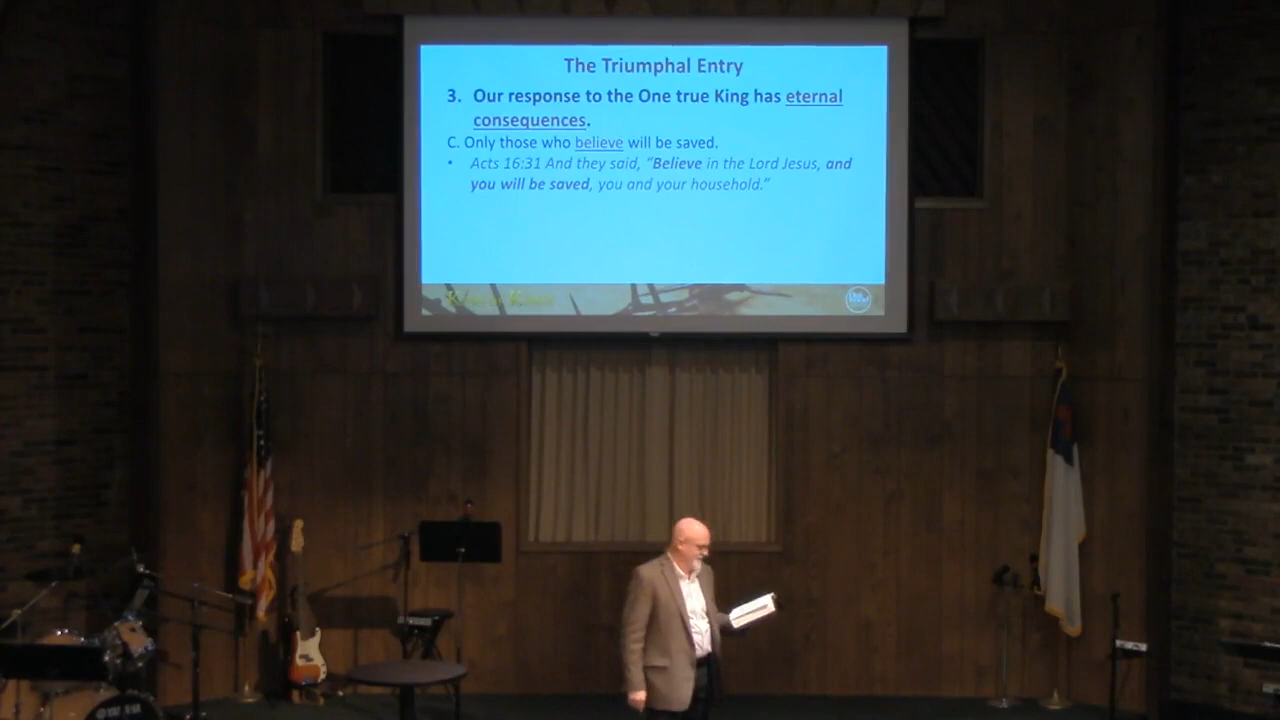 The Triumphal Entry
3. Our response to the One true King has eternal
consequences.
C. Only those who believe will be saved.
• Acts 16:31 And they said, “Believe in the Lord Jesus, and
you will be saved, you and your household.”
YAMAHA